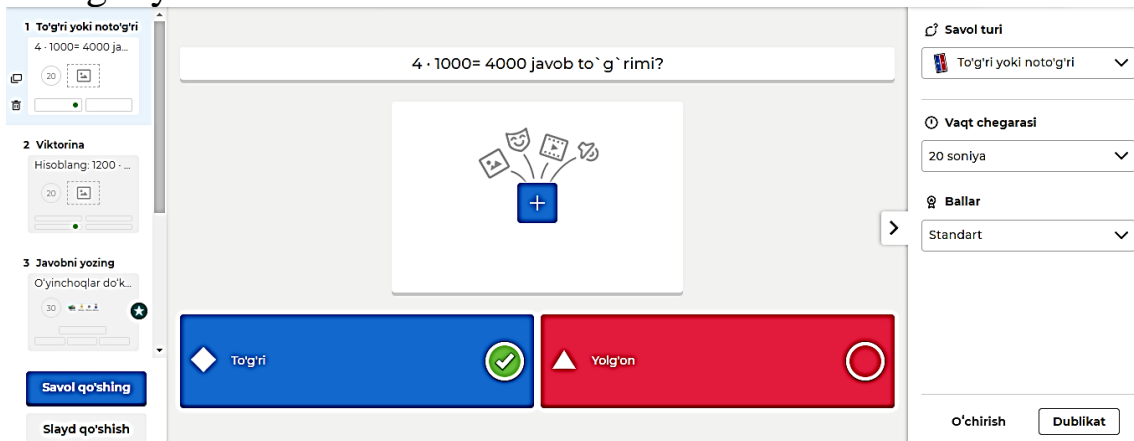 1 To'g'ri yoki noto'g'ri
4 · 1000= 4000 ja...
20
2 Viktorina
Hisoblang: 1200 · ...
20
3 Javobni yozing
O'yinchoqlar do'k...
30
Savol qo'shing
Slayd qo'shish
4 · 1000= 4000 javob to`g`rimi?
To'g'ri
Yolg'on
Savol turi
To'g'ri yoki noto'g'ri
Vaqt chegarasi
20 soniya
Ballar
Standart
O'chirish
Dublikat